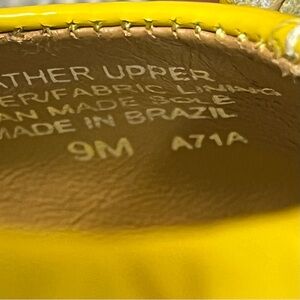 ATHER UPPER
ER/FABRIC LINING
AN MADE SOLE
MADE IN BRAZIL
9M A71A